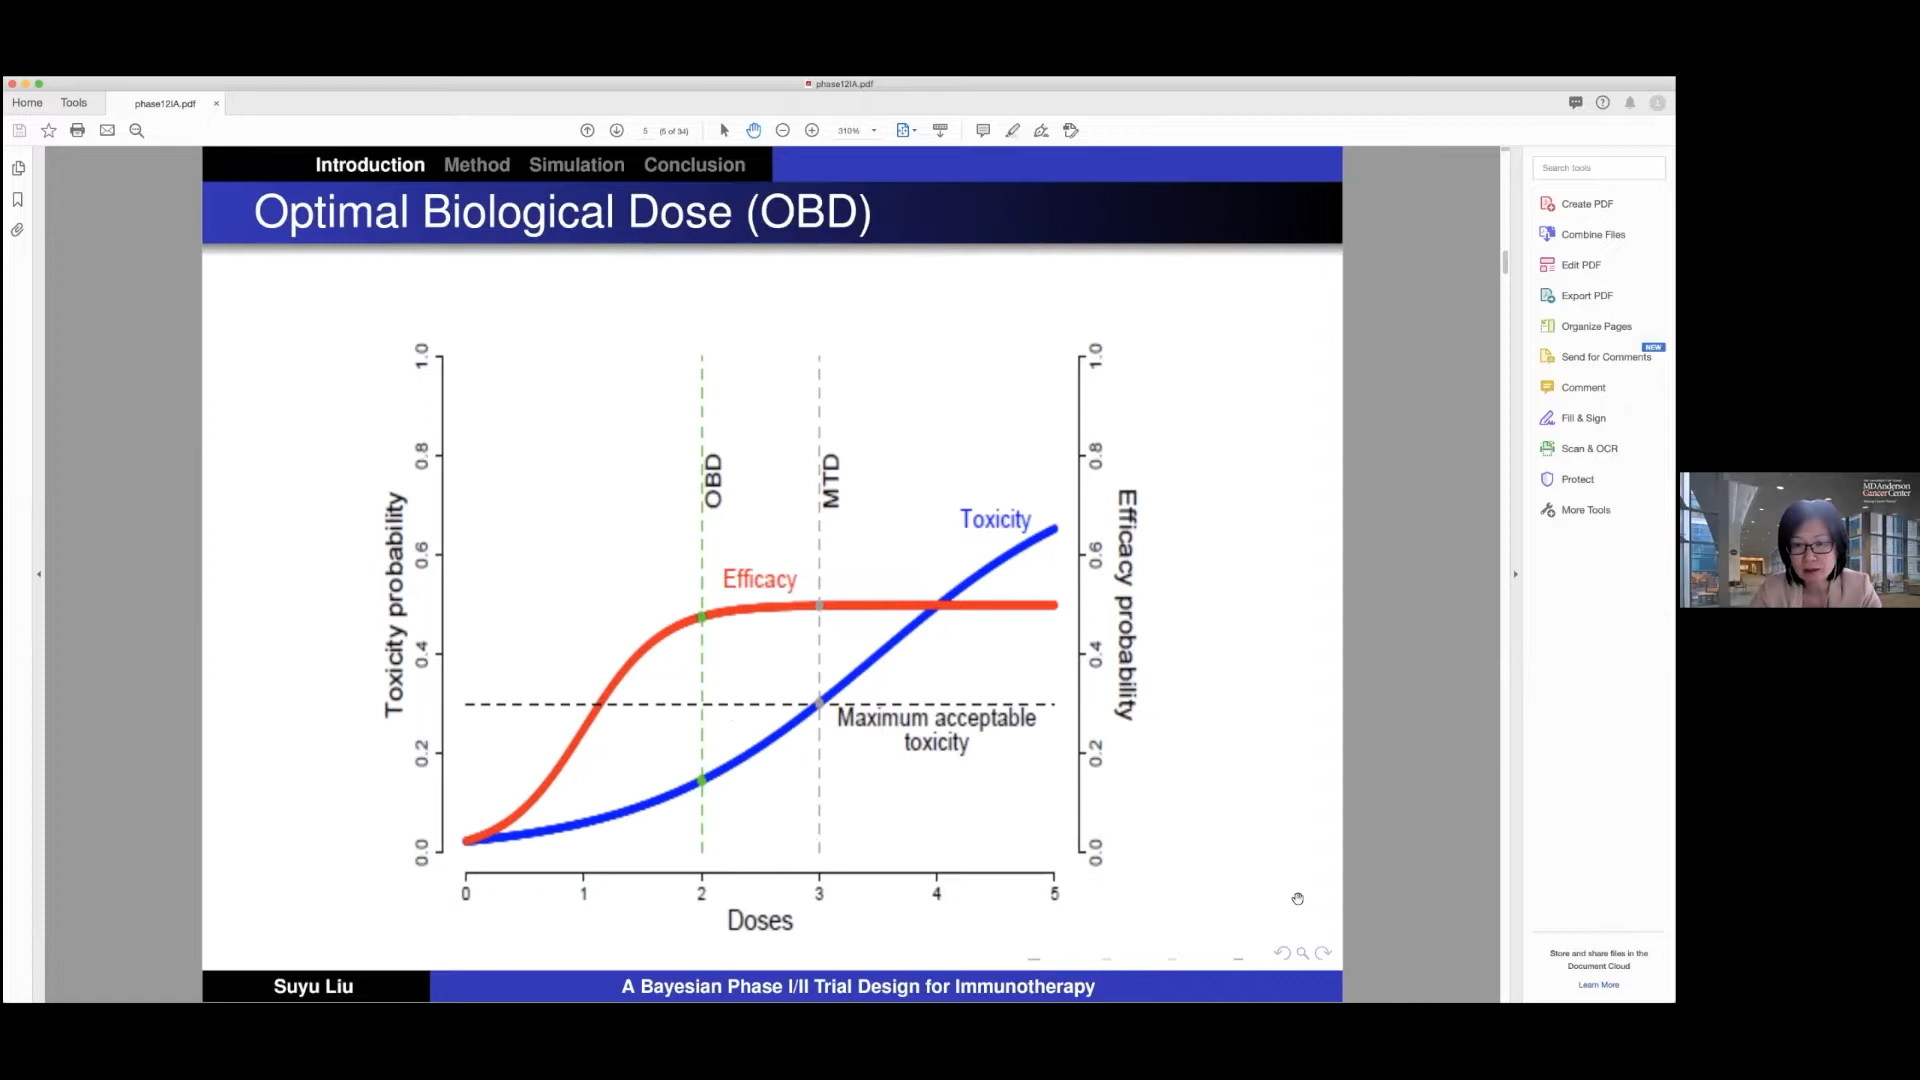 phase12IA.pdf
Home Tools phase12IA.pdf ×
5 (5 of 34) 310%
Introduction Method Simulation Conclusion
Optimal Biological Dose (OBD)
Toxicity probability
0.0 0.2 0.4 0.6 0.8 1.0
OBD
MTD
Efficacy
Toxicity
Maximum acceptable
toxicity
0.0 0.2 0.4 0.6 0.8 1.0
Efficacy probability
0 1 2 3 4 5
Doses
Suyu Liu
A Bayesian Phase I/II Trial Design for Immunotherapy
Search tools
Create PDF
Combine Files
Edit PDF
Export PDF
Organize Pages
NEW
Send for Comments
Comment
Fill & Sign
Scan & OCR
Protect
More Tools
Store and share files in the
Document Cloud
Learn More
MD Anderson
Cancer Center